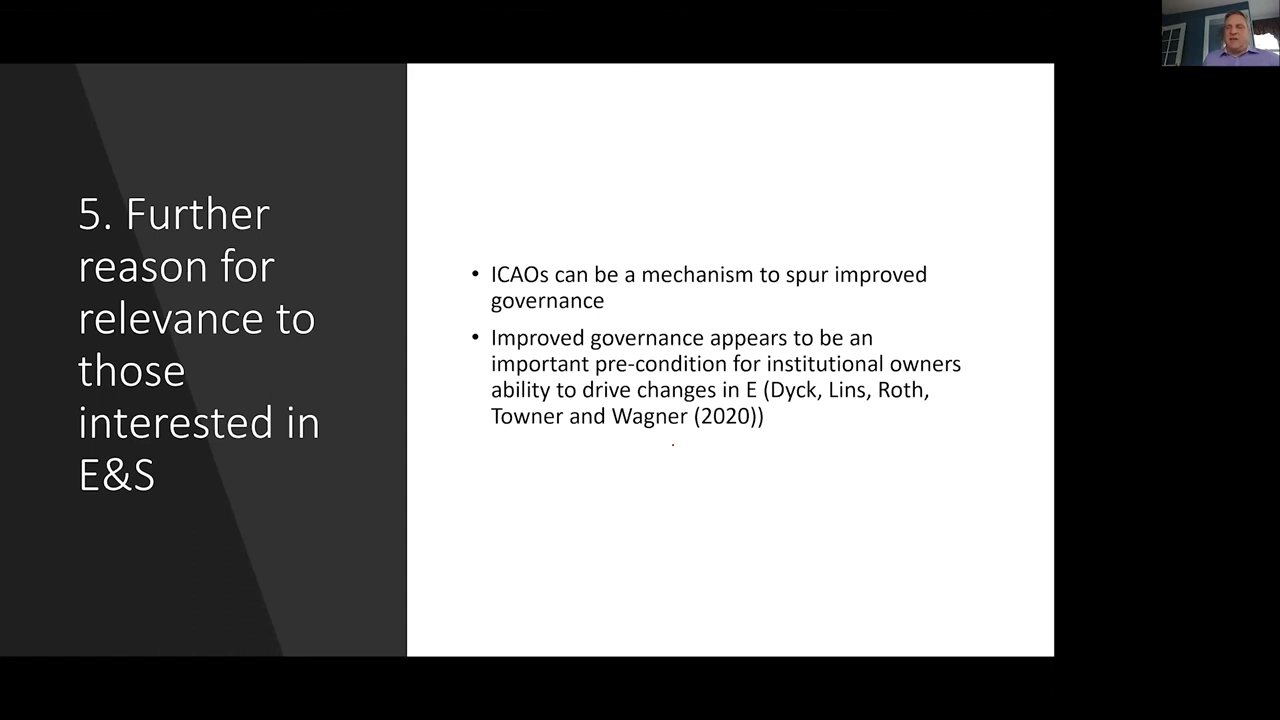 5. Further
reason for
relevance to
those
interested in
E&S
• ICAOs can be a mechanism to spur improved
governance
• Improved governance appears to be an
important pre-condition for institutional owners
ability to drive changes in E (Dyck, Lins, Roth,
Towner and Wagner (2020))